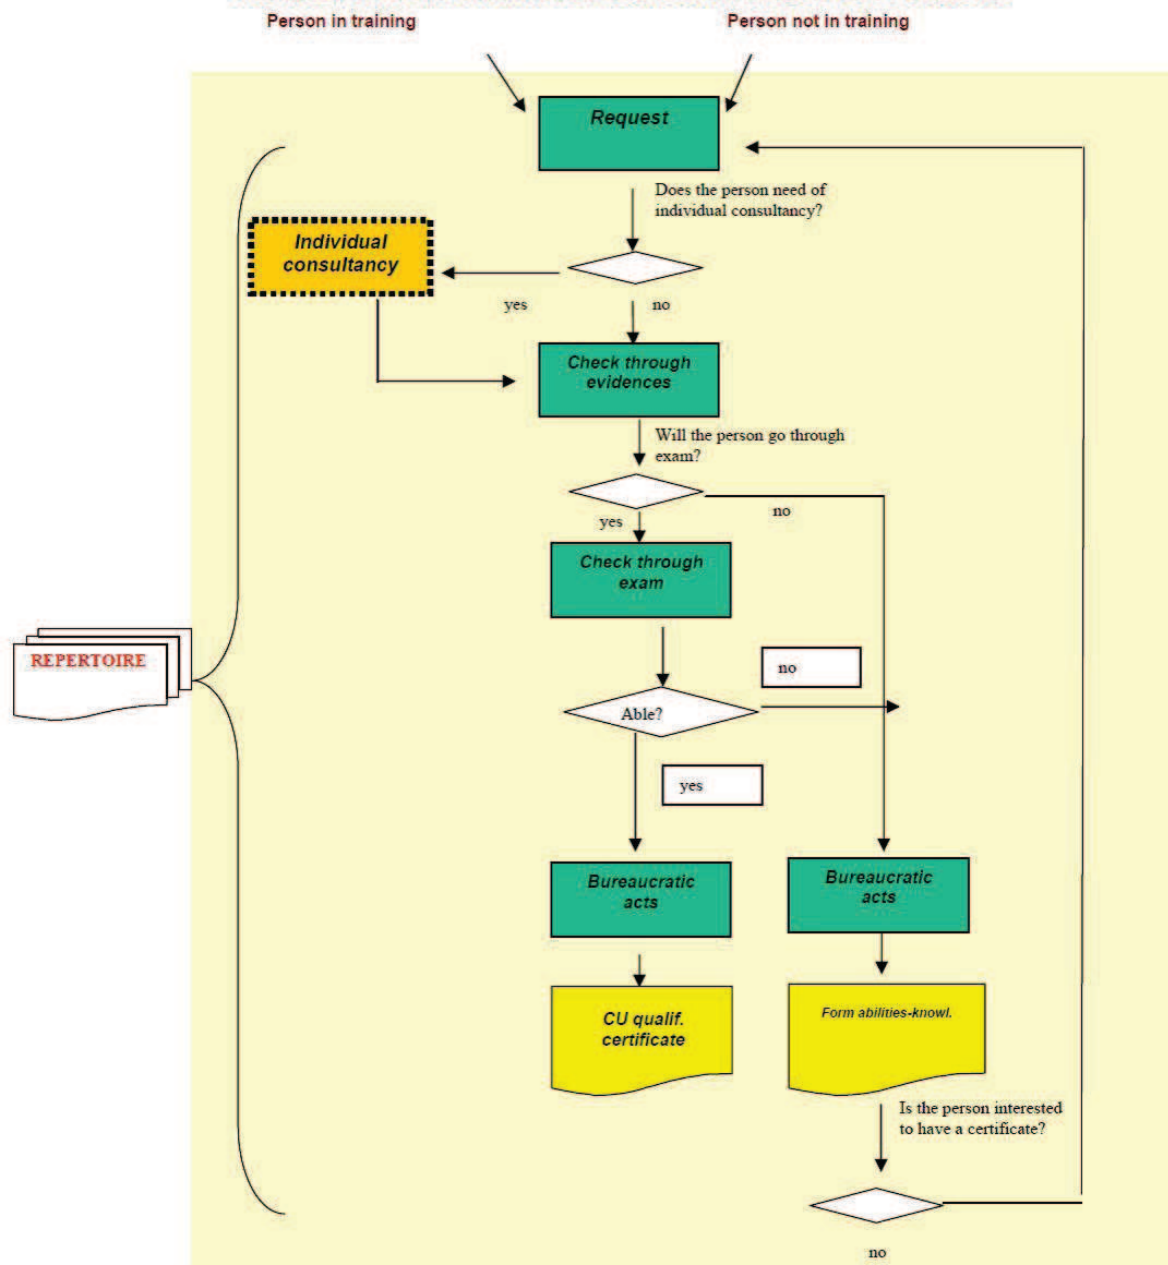 Person in training
Person not in training
Request
Does the person need of
individual consultancy?
Individual
consultancy
yes
no
Check through
evidences
Will the person go through
exam?
yes
no
Check through
exam
REPERTOIRE
no
Able?
yes
Bureaucratic
acts
Bureaucratic
acts
CU qualif.
certificate
Form abilities-knowl.
Is the person interested
to have a certificate?
no